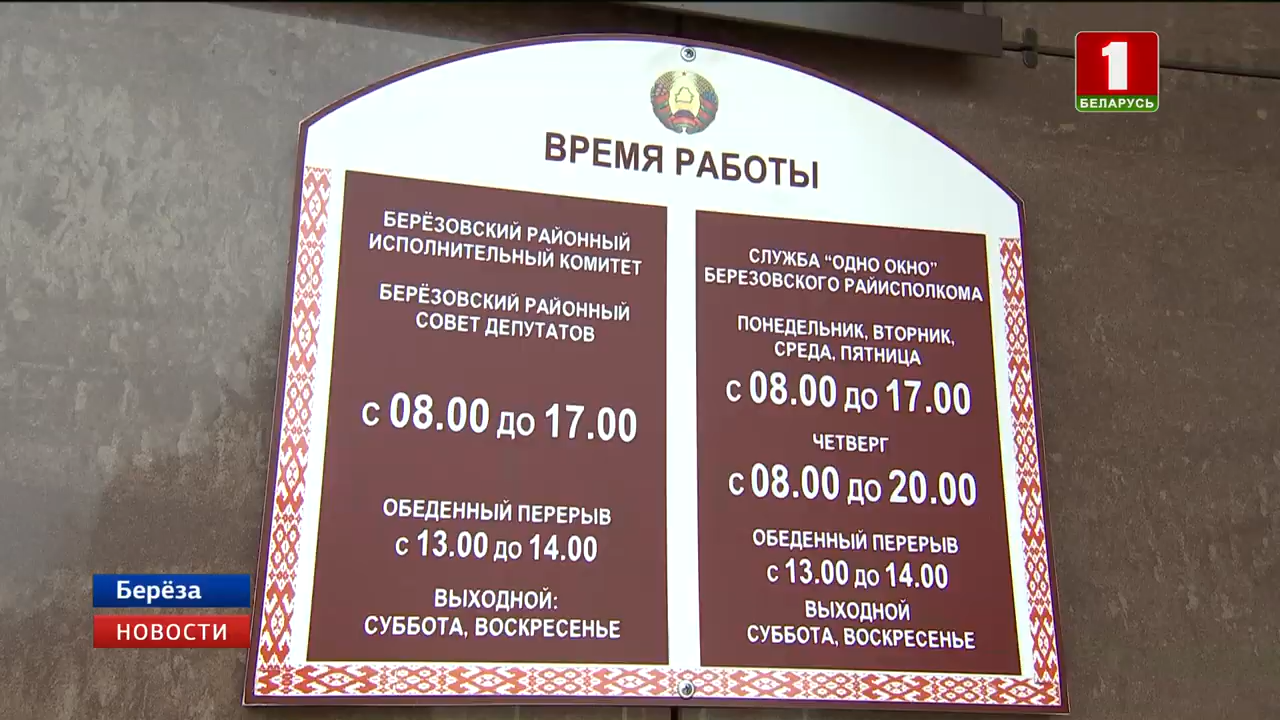 1
БЕЛАРУСЬ
ВРЕМЯ РАБОТЫ
БЕРЁЗОВСКИЙ РАЙОННЫЙ
ИСПОЛНИТЕЛЬНЫЙ КОМИТЕТ
БЕРЁЗОВСКИЙ РАЙОННЫЙ
СОВЕТ ДЕПУТАТОВ
С 08.00 ДО 17.00
ОБЕДЕННЫЙ ПЕРЕРЫВ
С 13.00 ДО 14.00
ВЫХОДНОЙ:
СУББОТА, ВОСКРЕСЕНЬЕ
СЛУЖБА “ОДНО ОКНО”
БЕРЕЗОВСКОГО РАЙИСПОЛКОМА
ПОНЕДЕЛЬНИК, ВТОРНИК,
СРЕДА, ПЯТНИЦА
С 08.00 ДО 17.00
ЧЕТВЕРГ
С 08.00 ДО 20.00
ОБЕДЕННЫЙ ПЕРЕРЫВ
С 13.00 ДО 14.00
ВЫХОДНОЙ
СУББОТА, ВОСКРЕСЕНЬЕ
Берёза
НОВОСТИ